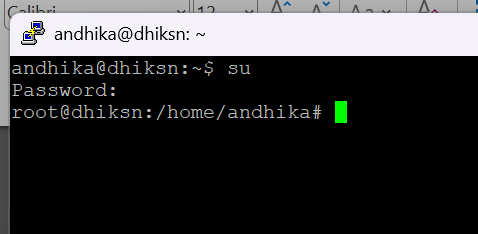 Calibri
12
andhika@dhiksn: ~
andhika@dhiksn:~$ su
Password:
root@dhiksn:/home/andhika#